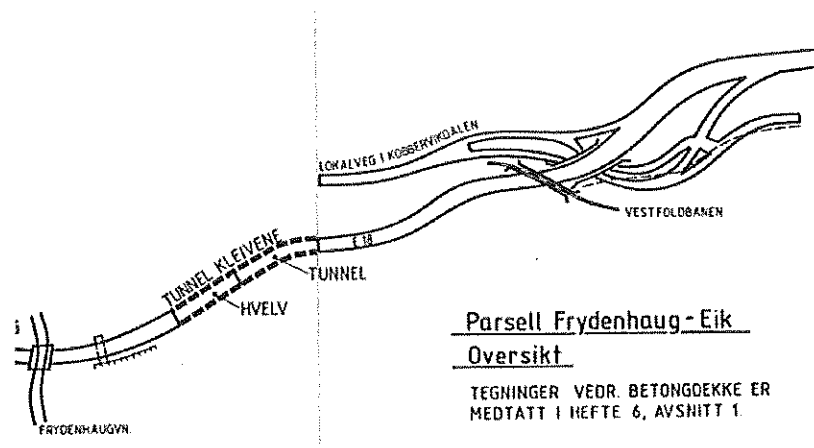 LOKALVEG I KOBBERVIKDALEN
VESTFOLDBANEN
E 18
TUNNEL KLEIVENE
TUNNEL
HVELV
FRYDENHAUGVN.
Parsell Frydenhaug-Eik
Oversikt
TEGNINGER VEDR. BETONGDEKKE ER
MEDTATT I HEFTE 6, AVSNITT 1.